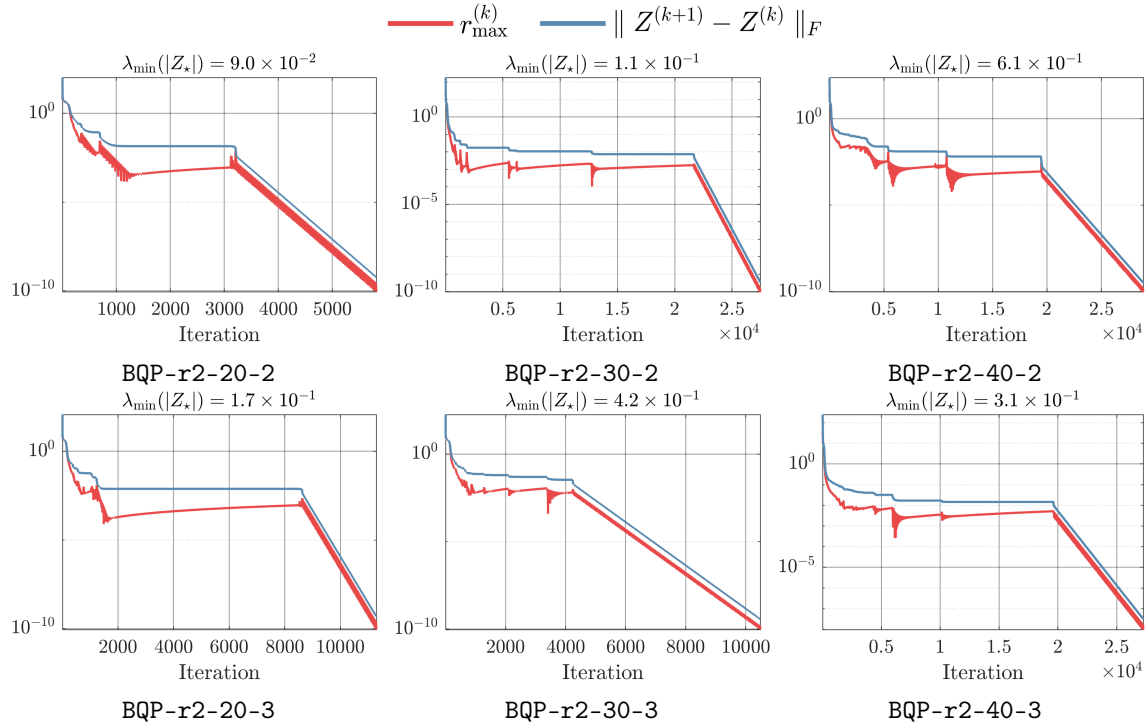 r_max^(k) ‖ Z^(k+1) − Z^(k) ‖_F
λ_min(|Z_⋆|) = 9.0 × 10^−2
10^0
10^−10
1000 2000 3000 4000 5000
Iteration
BQP-r2-20-2
λ_min(|Z_⋆|) = 1.1 × 10^−1
10^0
10^−5
10^−10
0.5 1 1.5 2 2.5
Iteration
×10^4
BQP-r2-30-2
λ_min(|Z_⋆|) = 6.1 × 10^−1
10^0
10^−10
0.5 1 1.5 2 2.5
Iteration
×10^4
BQP-r2-40-2
λ_min(|Z_⋆|) = 1.7 × 10^−1
10^0
10^−10
2000 4000 6000 8000 10000
Iteration
BQP-r2-20-3
λ_min(|Z_⋆|) = 4.2 × 10^−1
10^0
10^−10
2000 4000 6000 8000 10000
Iteration
BQP-r2-30-3
λ_min(|Z_⋆|) = 3.1 × 10^−1
10^0
10^−5
0.5 1 1.5 2 2.5
Iteration
×10^4
BQP-r2-40-3